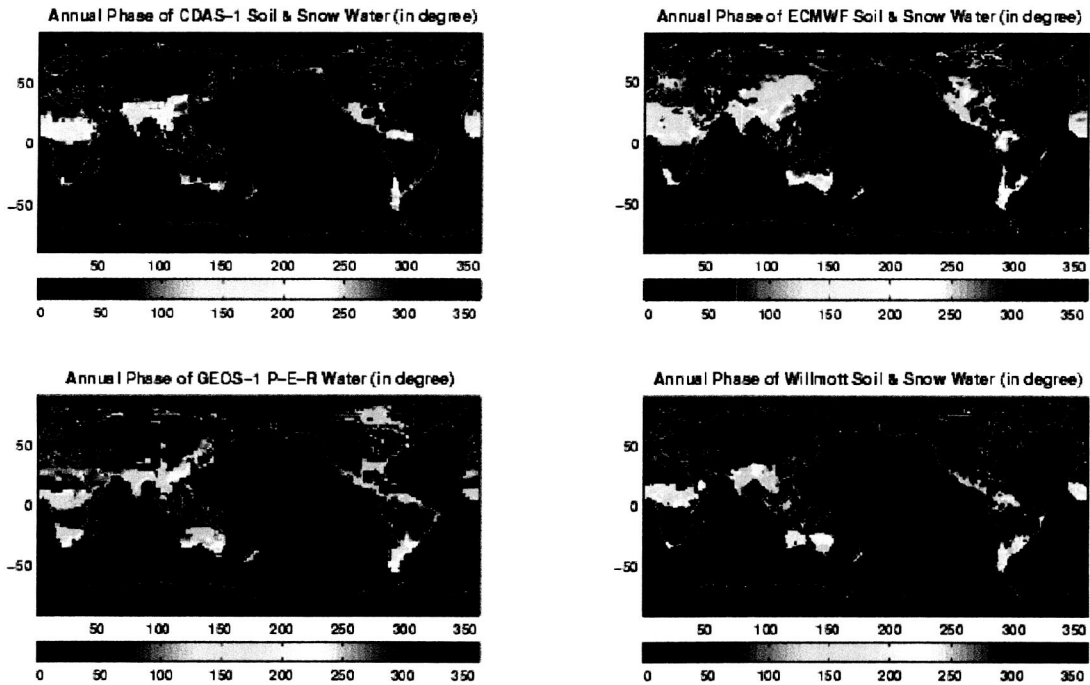 Annual Phase of CDAS-1 Soil & Snow Water (in degree)
50
0
-50
50 100 150 200 250 300 350
0 50 100 150 200 250 300 350
Annual Phase of ECMWF Soil & Snow Water (in degree)
50
0
-50
50 100 150 200 250 300 350
0 50 100 150 200 250 300 350
Annual Phase of GEOS-1 P-E-R Water (in degree)
50
0
-50
50 100 150 200 250 300 350
0 50 100 150 200 250 300 350
Annual Phase of Willmott Soil & Snow Water (in degree)
50
0
-50
50 100 150 200 250 300 350
0 50 100 150 200 250 300 350